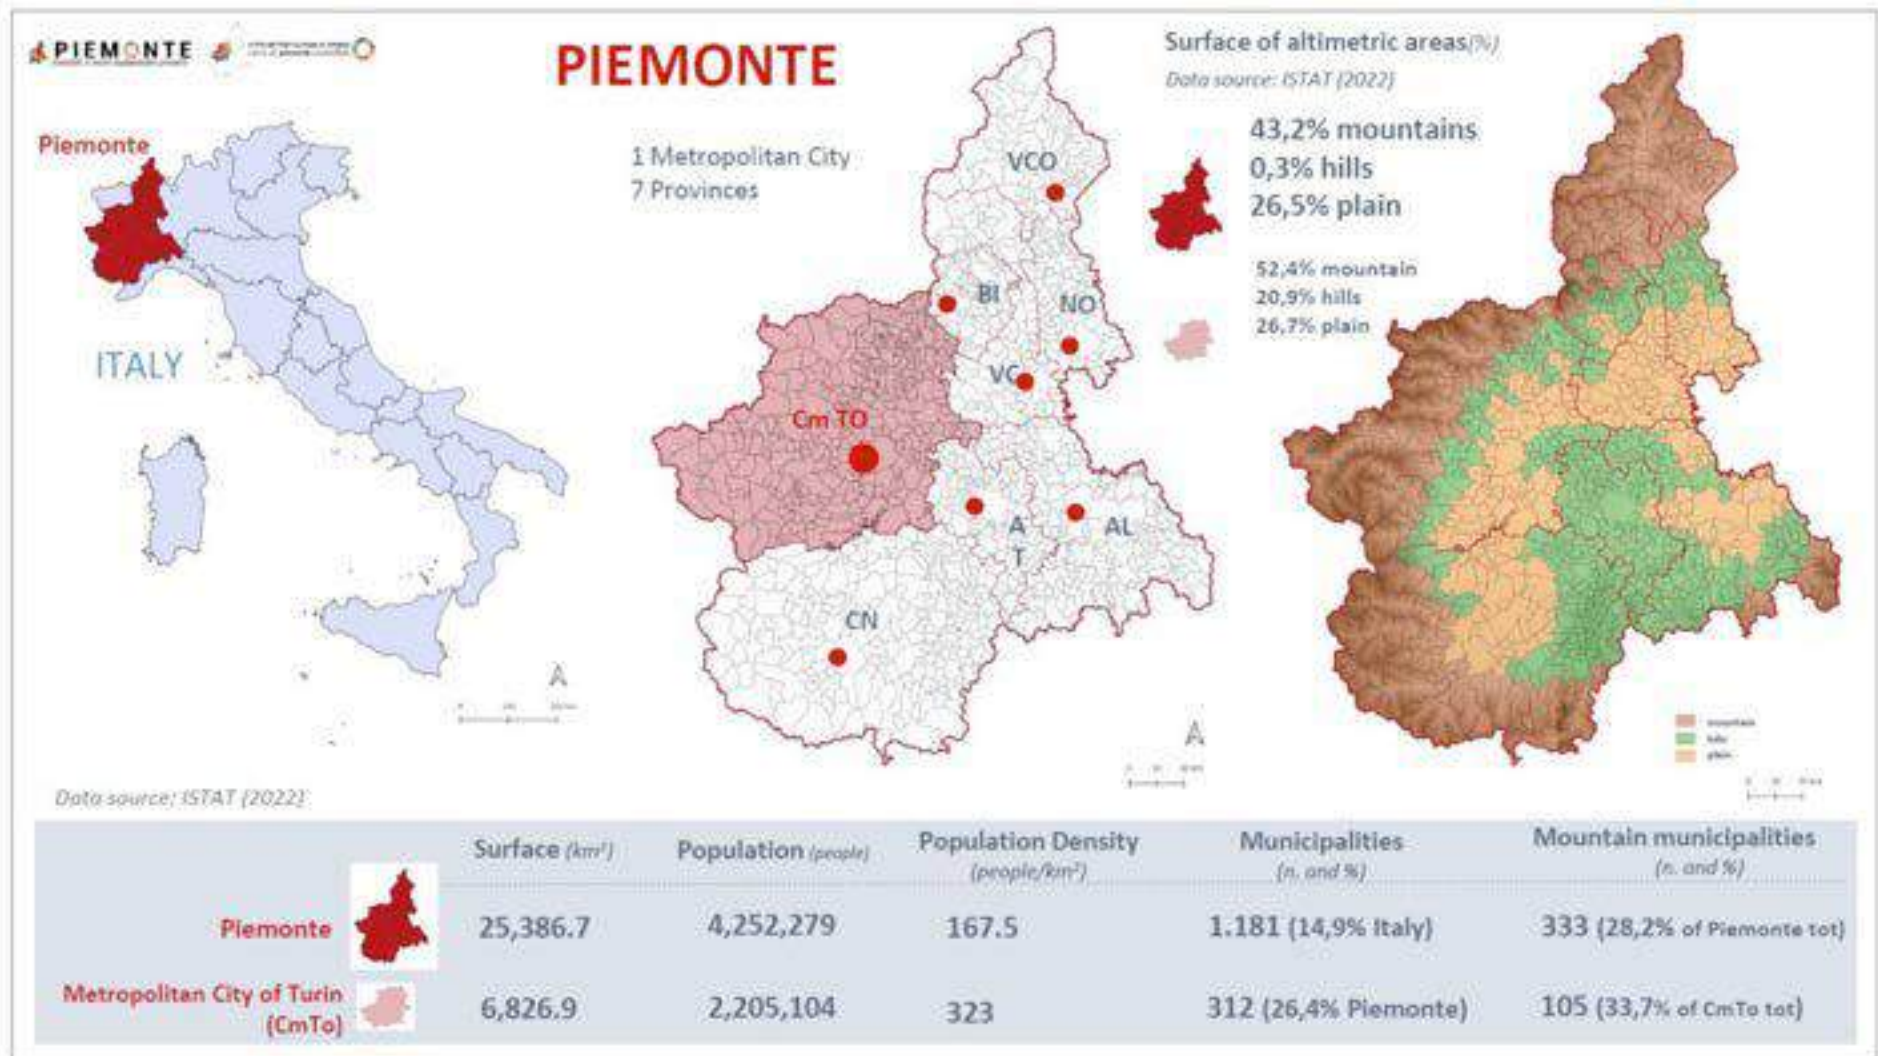 PIEMONTE
PIEMONTE
Piemonte
ITALY
1 Metropolitan City
7 Provinces
VCO
BI
NO
VC
Cm TO
A
T
AL
CN
Surface of altimetric areas(%)
Data source: ISTAT (2022)
43,2% mountains
0,3% hills
26,5% plain
52,4% mountain
20,9% hills
26,7% plain
mountain
hills
plain
Data source: ISTAT (2022)
Surface (km²) Population (people) Population Density Municipalities Mountain municipalities
(people/km²) (n. and %) (n. and %)
Piemonte 25,386.7 4,252,279 167.5 1.181 (14,9% Italy) 333 (28,2% of Piemonte tot)
Metropolitan City of Turin
(CmTo) 6,826.9 2,205,104 323 312 (26,4% Piemonte) 105 (33,7% of CmTo tot)